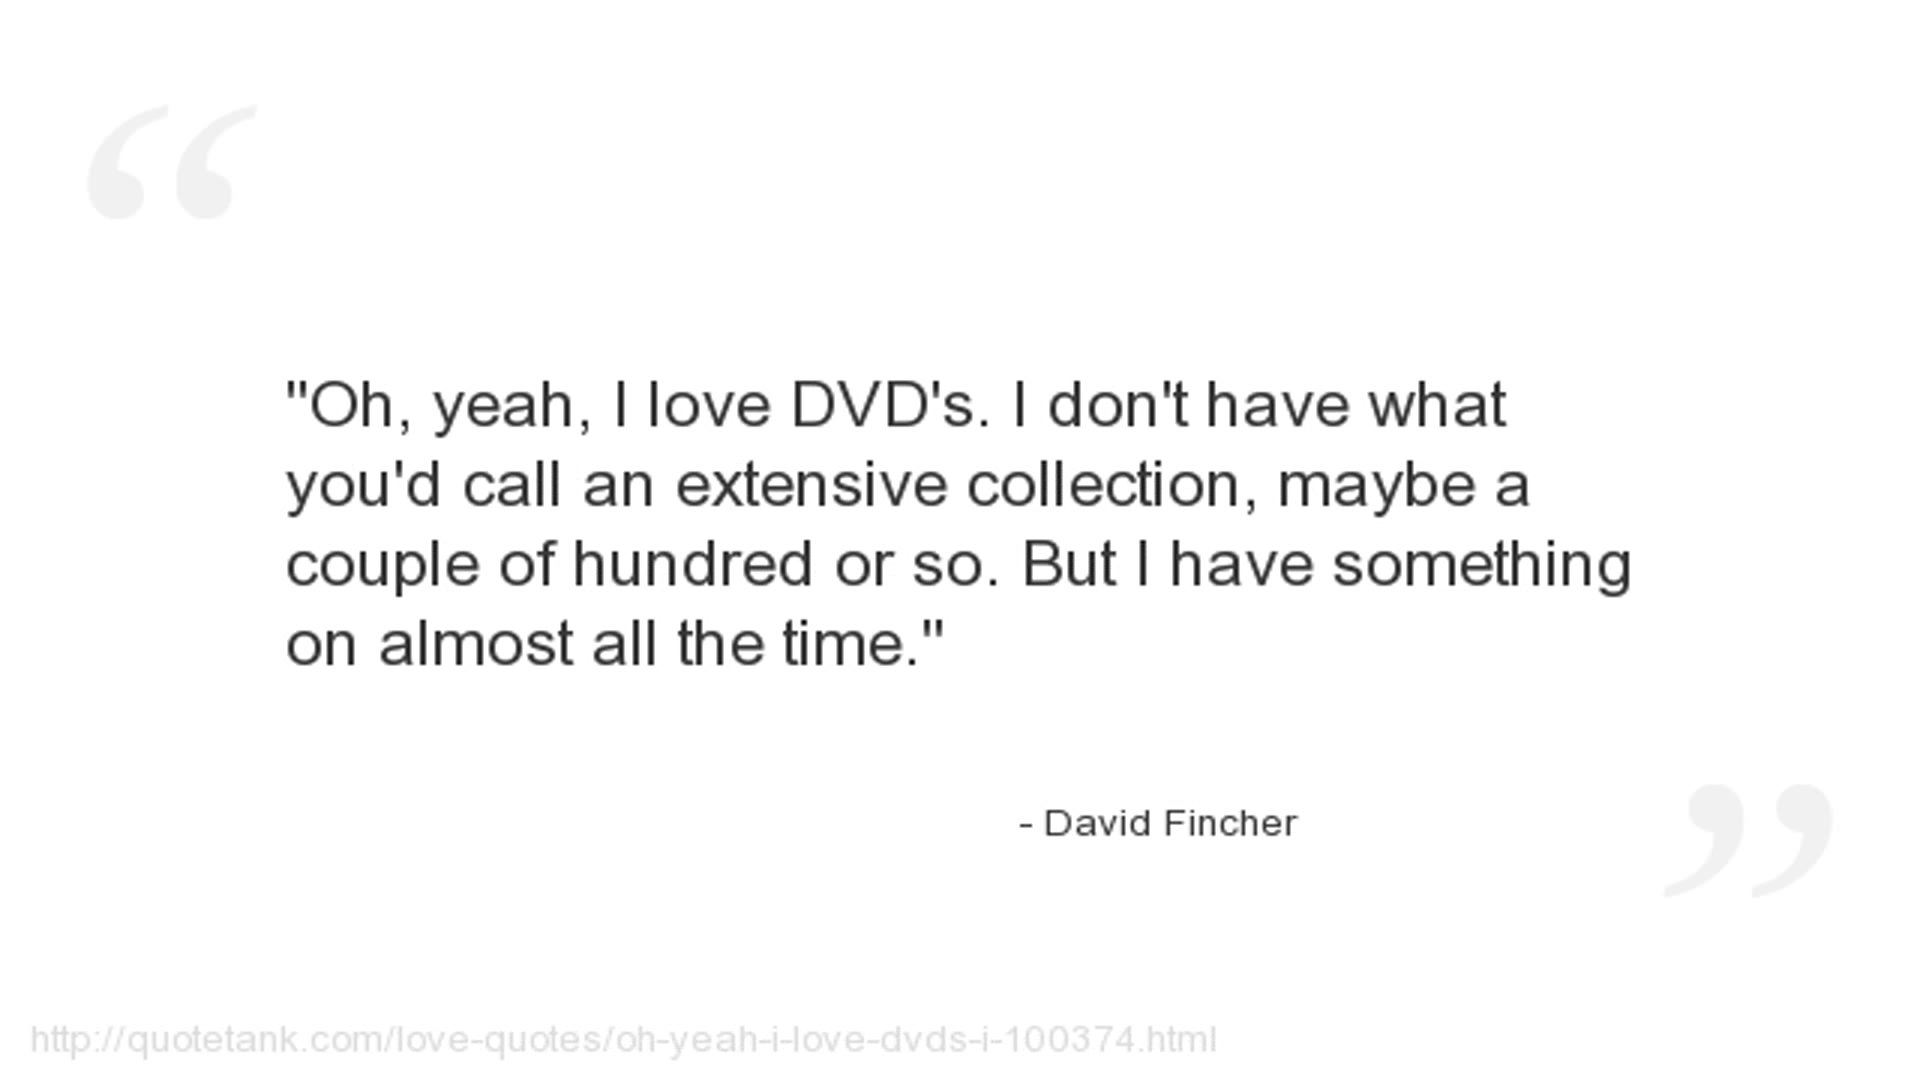 "Oh, yeah, I love DVD's. I don't have what
you'd call an extensive collection, maybe a
couple of hundred or so. But I have something
on almost all the time."
- David Fincher
http://quotetank.com/love-quotes/oh-yeah-i-love-dvds-i-100374.html